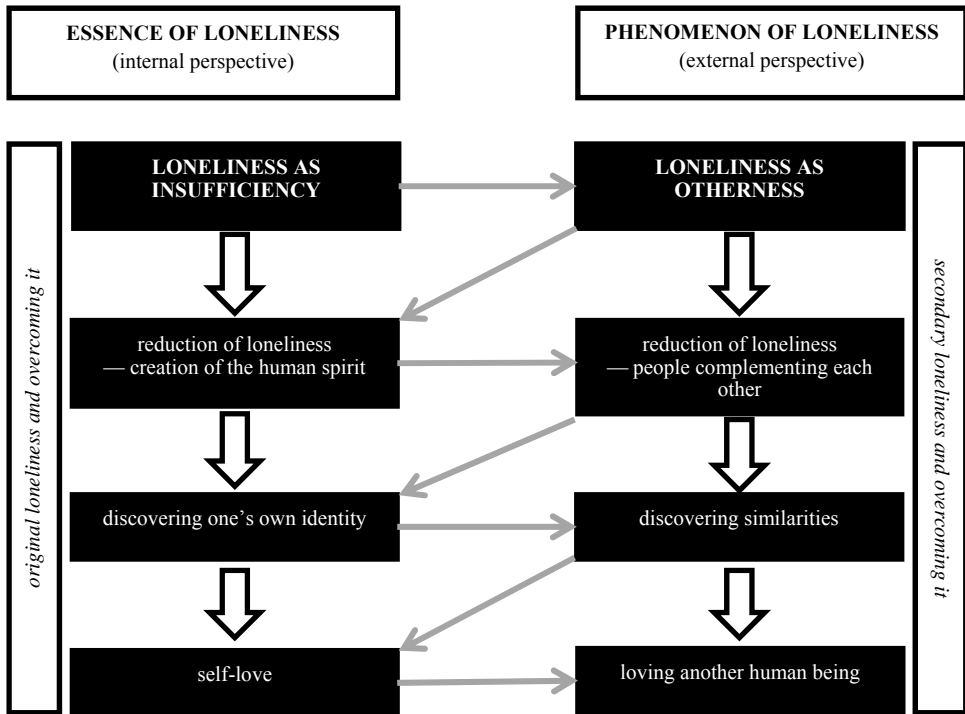 ESSENCE OF LONELINESS
(internal perspective)
PHENOMENON OF LONELINESS
(external perspective)
original loneliness and overcoming it
LONELINESS AS
INSUFFICIENCY
LONELINESS AS
OTHERNESS
reduction of loneliness
— creation of the human spirit
reduction of loneliness
— people complementing each
other
discovering one’s own identity
discovering similarities
self-love
loving another human being
secondary loneliness and overcoming it